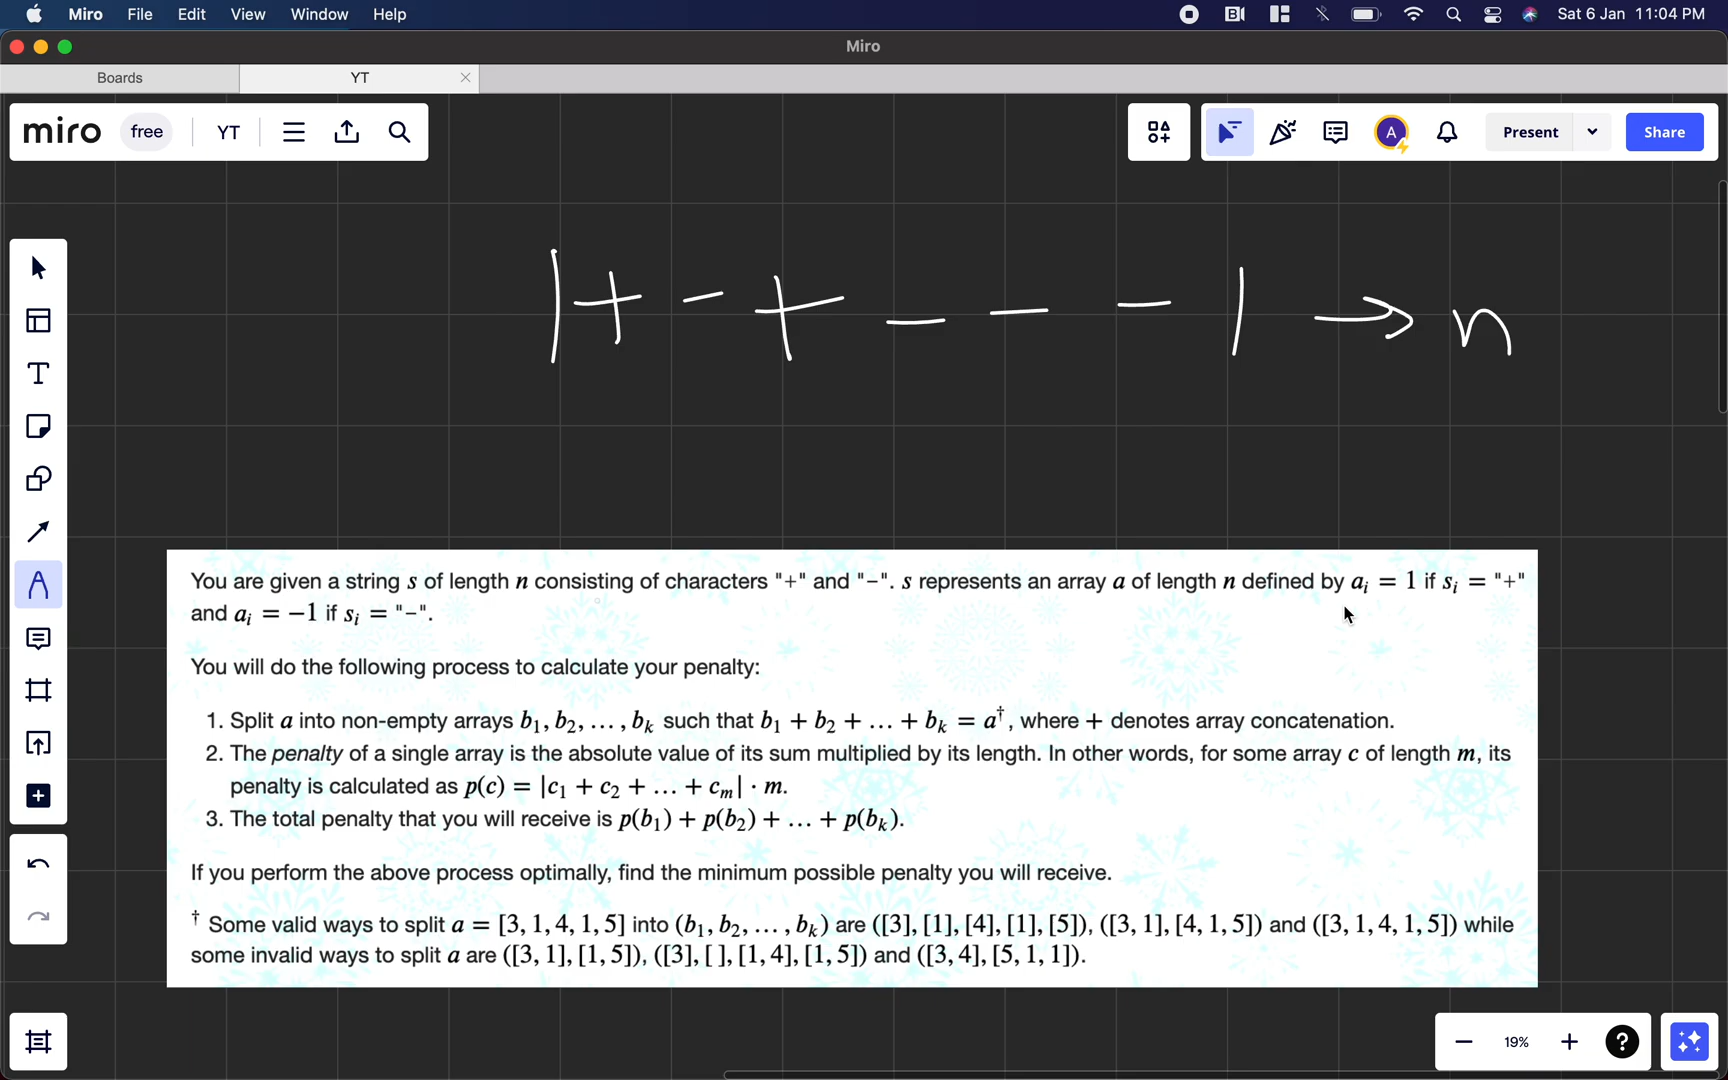 Miro File Edit View Window Help Sat 6 Jan 11:04 PM
Miro
Boards YT
miro free YT A Present Share
| + - + - - - | → n
You are given a string s of length n consisting of characters "+" and "-". s represents an array a of length n defined by aᵢ = 1 if sᵢ = "+"
and aᵢ = −1 if sᵢ = "-".
You will do the following process to calculate your penalty:
1. Split a into non-empty arrays b₁, b₂, …, bₖ such that b₁ + b₂ + … + bₖ = a†, where + denotes array concatenation.
2. The penalty of a single array is the absolute value of its sum multiplied by its length. In other words, for some array c of length m, its
penalty is calculated as p(c) = |c₁ + c₂ + … + cₘ| · m.
3. The total penalty that you will receive is p(b₁) + p(b₂) + … + p(bₖ).
If you perform the above process optimally, find the minimum possible penalty you will receive.
† Some valid ways to split a = [3, 1, 4, 1, 5] into (b₁, b₂, …, bₖ) are ([3], [1], [4], [1], [5]), ([3, 1], [4, 1, 5]) and ([3, 1, 4, 1, 5]) while
some invalid ways to split a are ([3, 1], [1, 5]), ([3], [ ], [1, 4], [1, 5]) and ([3, 4], [5, 1, 1]).
− 19% + ?